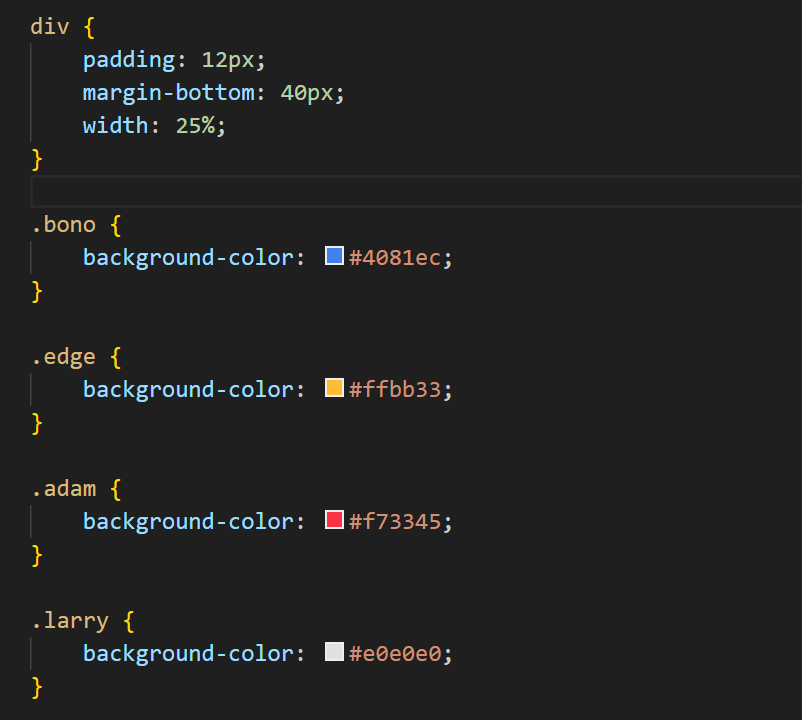 div {
    padding: 12px;
    margin-bottom: 40px;
    width: 25%;
}

.bono {
    background-color: #4081ec;
}

.edge {
    background-color: #ffbb33;
}

.adam {
    background-color: #f73345;
}

.larry {
    background-color: #e0e0e0;
}